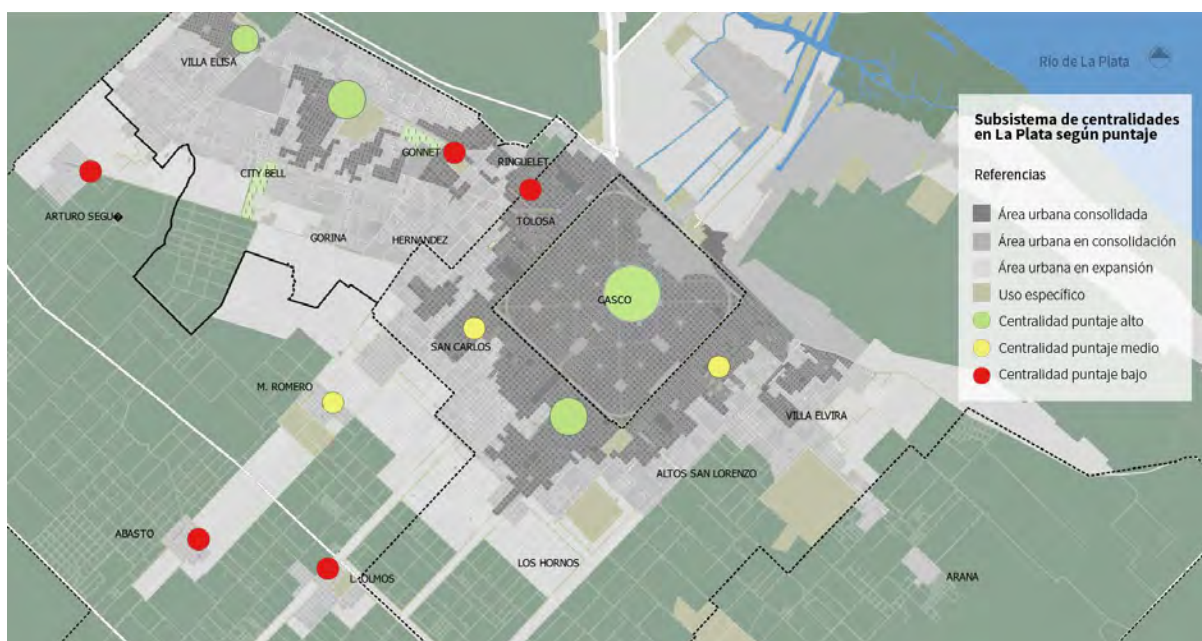 VILLA ELISA
Río de La Plata
GONNET
RINGUELET
CITY BELL
ARTURO SEGU�
TOLOSA
GORINA
HERNANDEZ
CASCO
SAN CARLOS
M. ROMERO
VILLA ELVIRA
ALTOS SAN LORENZO
ABASTO
LOS HORNOS
L. OLMOS
ARANA
Subsistema de centralidades
en La Plata según puntaje
Referencias
Área urbana consolidada
Área urbana en consolidación
Área urbana en expansión
Uso específico
Centralidad puntaje alto
Centralidad puntaje medio
Centralidad puntaje bajo